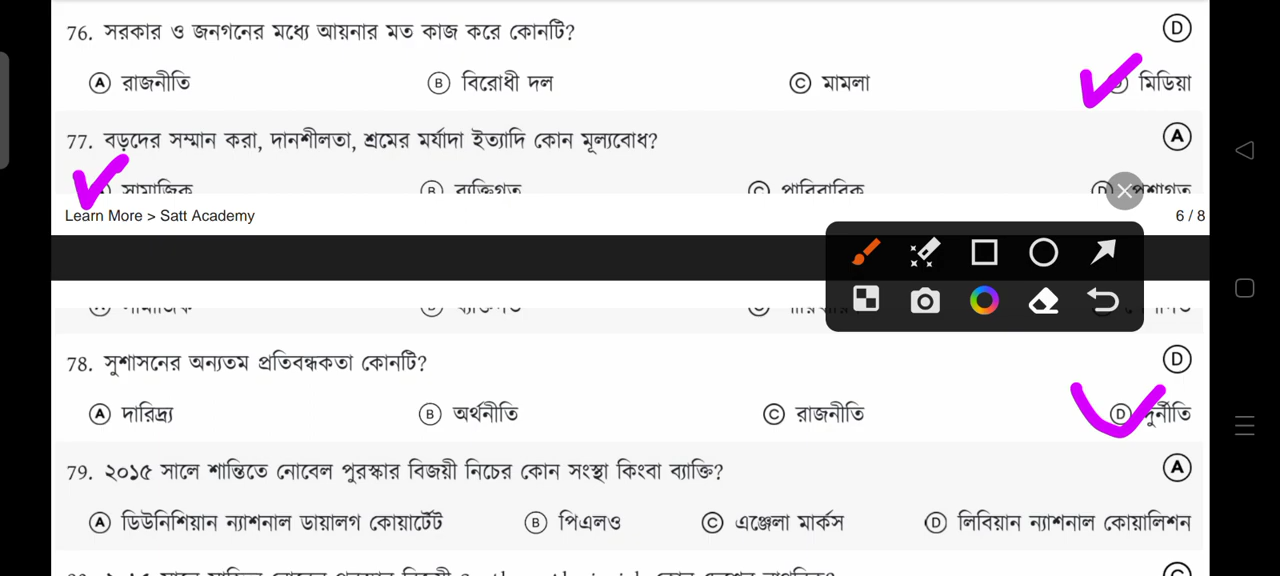 76. সরকার ও জনগনের মধ্যে আয়নার মত কাজ করে কোনটি? D
A রাজনীতি B বিরোধী দল C মামলা D মিডিয়া
77. বড়দের সম্মান করা, দানশীলতা, শ্রমের মর্যাদা ইত্যাদি কোন মূল্যবোধ? A
সামাজিক B ব্যক্তিগত C পারিবারিক D পেশাগত
Learn More > Satt Academy 6 / 8
78. সুশাসনের অন্যতম প্রতিবন্ধকতা কোনটি? D
A দারিদ্র্য B অর্থনীতি C রাজনীতি D দুর্নীতি
79. ২০১৫ সালে শান্তিতে নোবেল পুরস্কার বিজয়ী নিচের কোন সংস্থা কিংবা ব্যাক্তি? A
A ডিউনিশিয়ান ন্যাশনাল ডায়ালগ কোয়ার্টেট B পিএলও C এঞ্জেলা মার্কস D লিবিয়ান ন্যাশনাল কোয়ালিশন